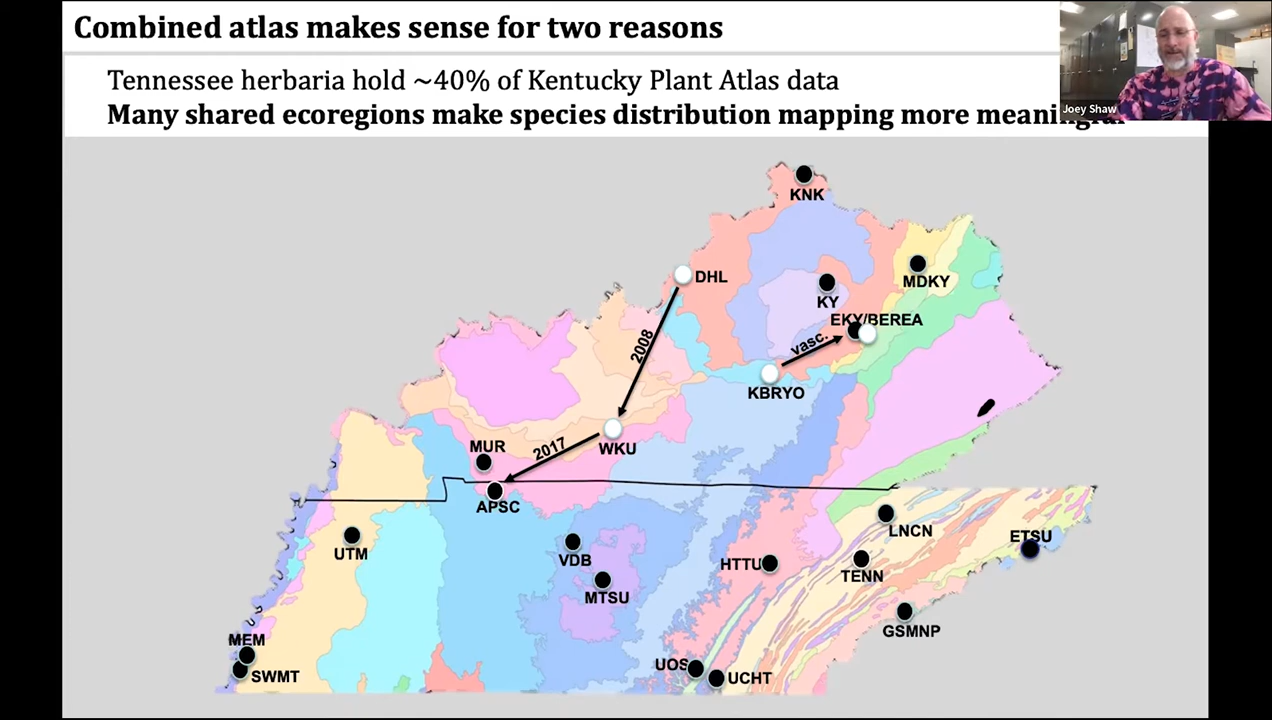 Combined atlas makes sense for two reasons
Tennessee herbaria hold ~40% of Kentucky Plant Atlas data
Many shared ecoregions make species distribution mapping more
Joey Shaw
KNK
DHL
MDKY
KY
EKY/BEREA
2008
vasc.
KBRYO
MUR
2017
WKU
APSC
LNCN
ETSU
UTM
VDB
HTTU
TENN
MTSU
GSMNP
MEM
UOS
SWMT
UCHT